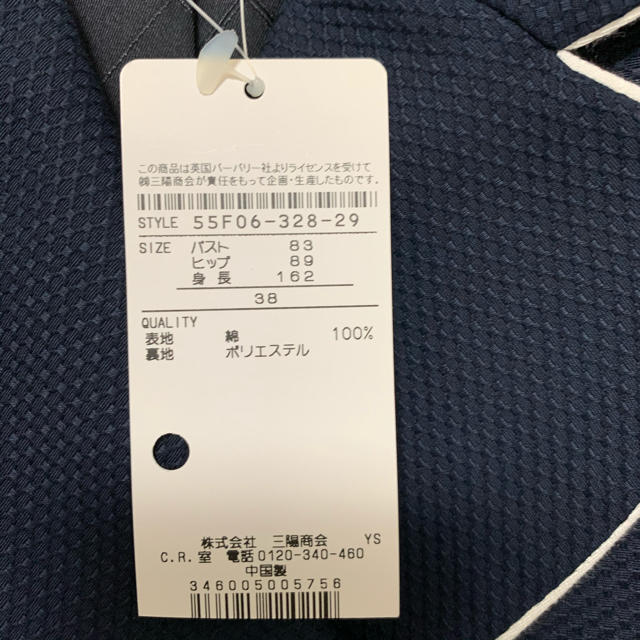 この商品は英国バーバリー社よりライセンスを受けて
㈱三陽商会が責任をもって企画・生産したものです。
STYLE 55F06-328-29
SIZE バスト 83
ヒップ 89
身長 162
38
QUALITY
表地 綿 100%
裏地 ポリエステル
株式会社 三陽商会 YS
C.R.室 電話0120-340-460
中国製
346005005756